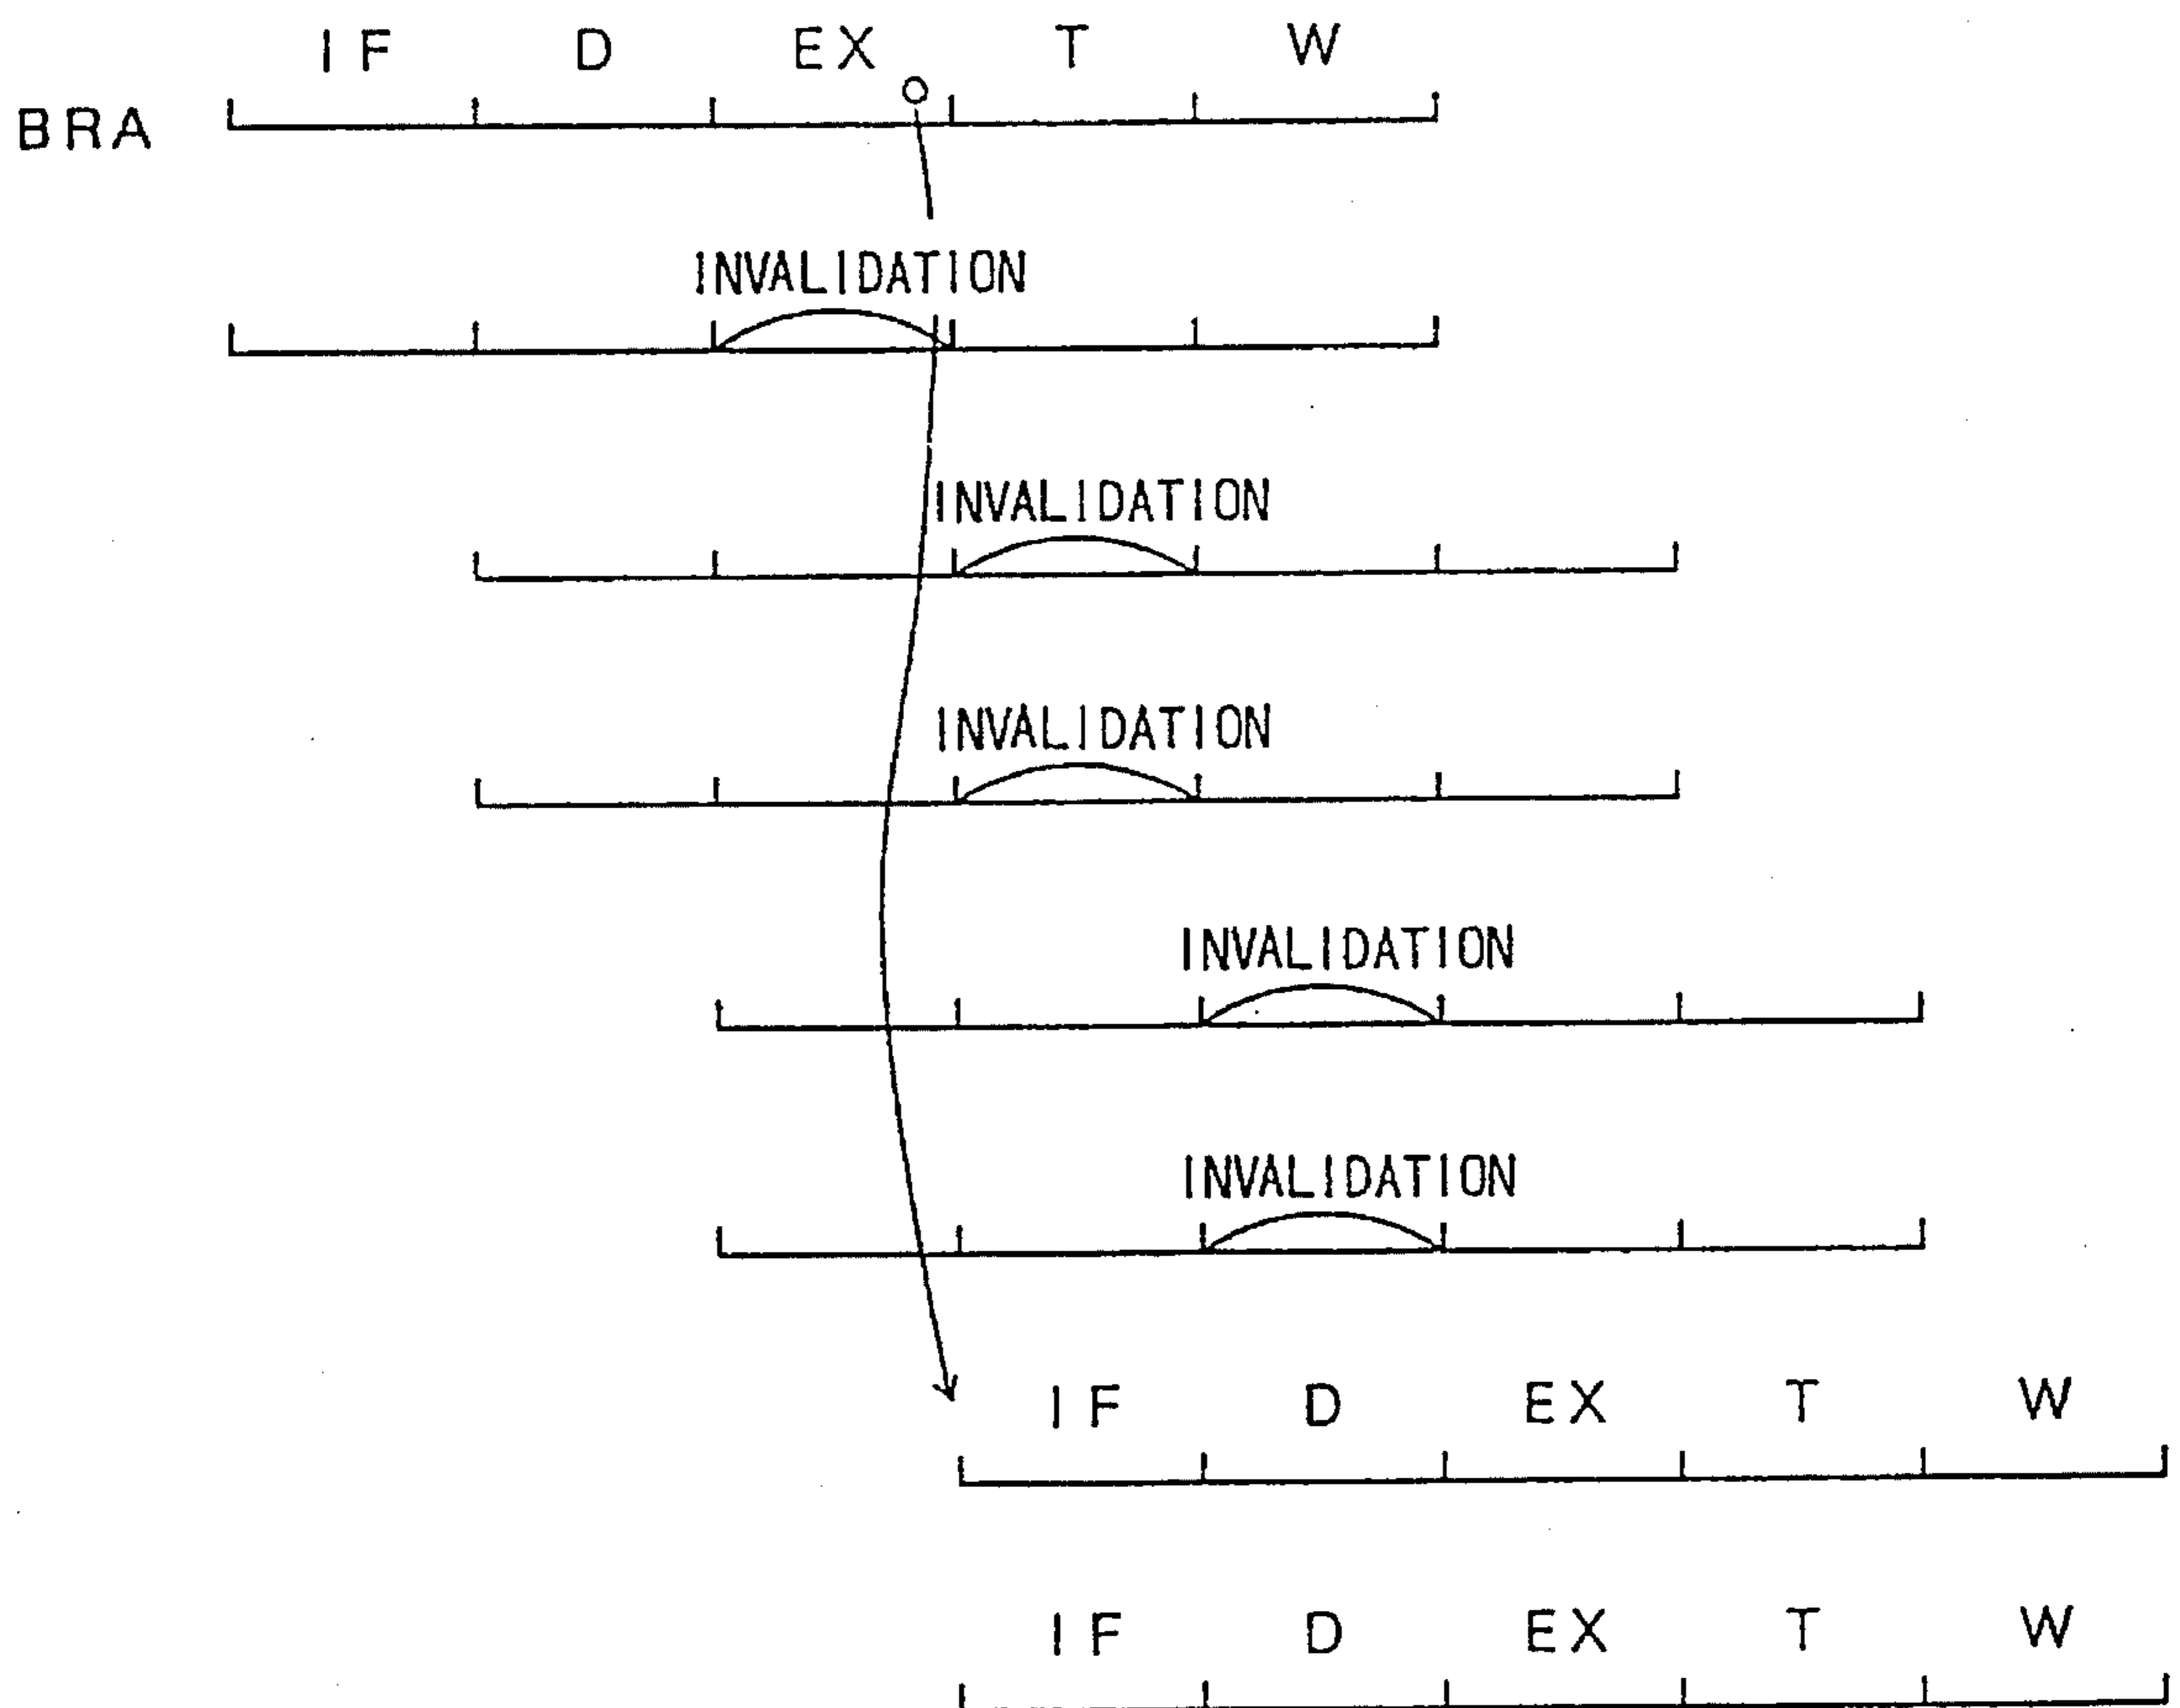 IF D EX T W
BRA
INVALIDATION
INVALIDATION
INVALIDATION
INVALIDATION
INVALIDATION
IF D EX T W
IF D EX T W